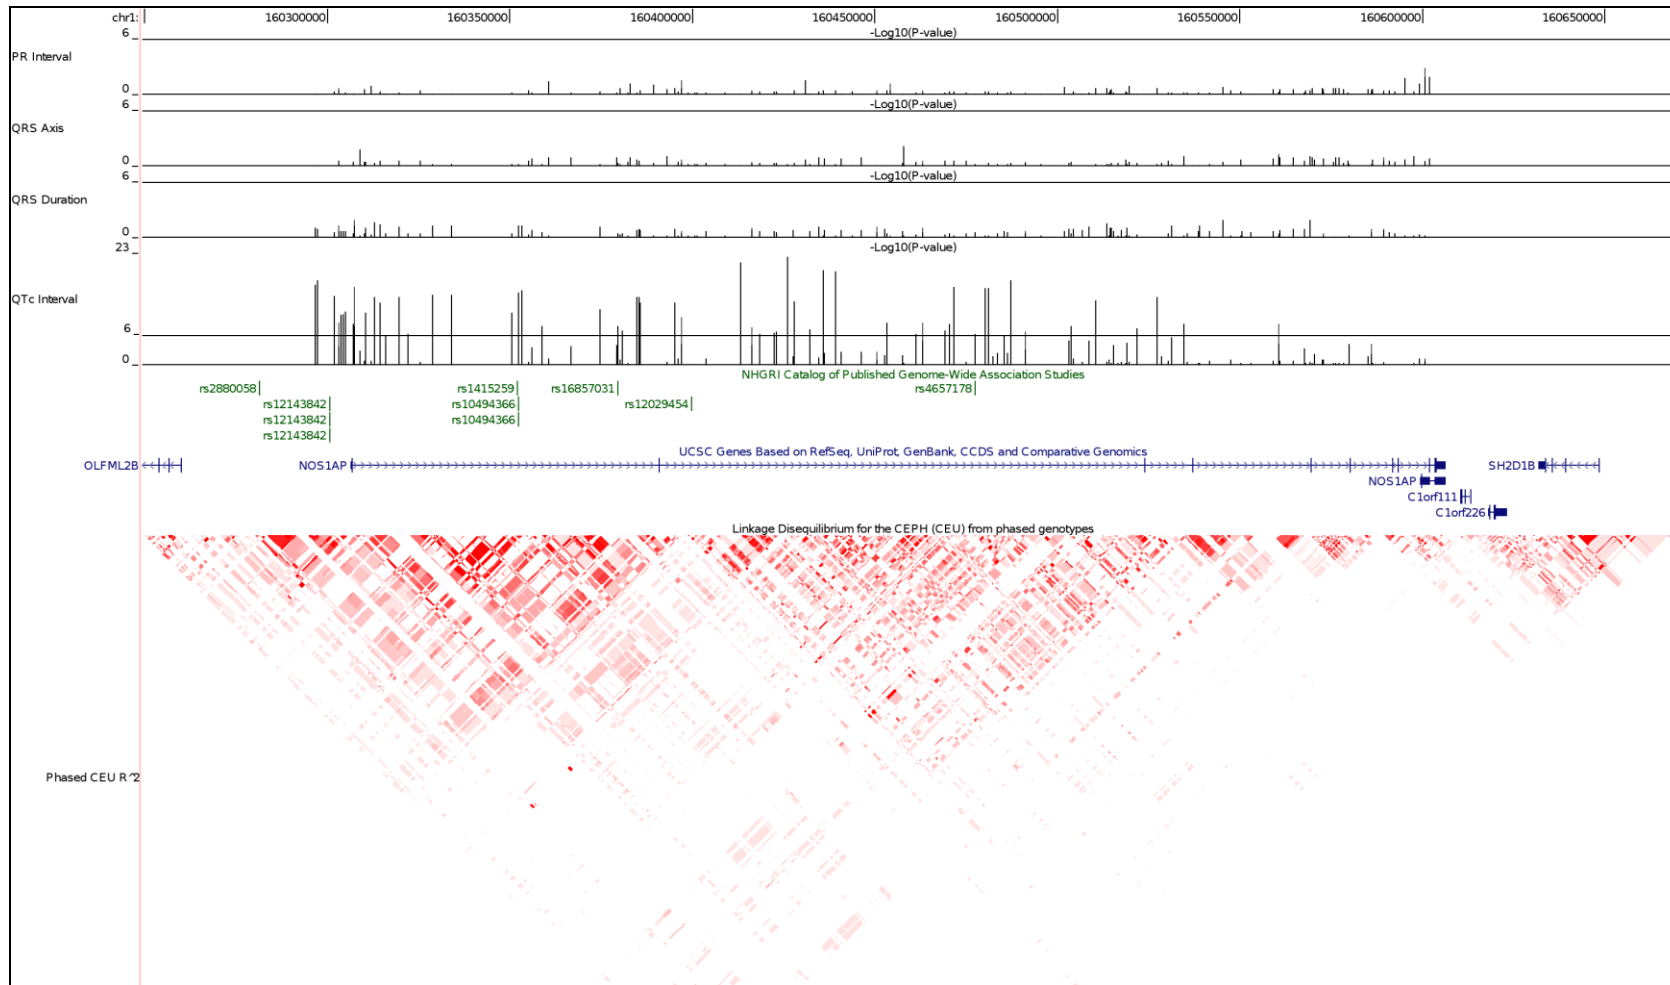 chr1: 160300000 160350000 160400000 160450000 160500000 160550000 160600000 160650000
6 -Log10(P-value)
PR Interval
0
6 -Log10(P-value)
QRS Axis
0
6 -Log10(P-value)
QRS Duration
0
23 -Log10(P-value)
QTc Interval
6
0
NHGRI Catalog of Published Genome-Wide Association Studies
rs2880058 rs1415259 rs16857031 rs4657178
rs12143842 rs10494366 rs12029454
rs12143842 rs10494366
rs12143842
UCSC Genes Based on RefSeq, UniProt, GenBank, CCDS and Comparative Genomics
OLFML2B NOS1AP SH2D1B
NOS1AP
C1orf111
C1orf226
Linkage Disequilibrium for the CEPH (CEU) from phased genotypes
Phased CEU R^2